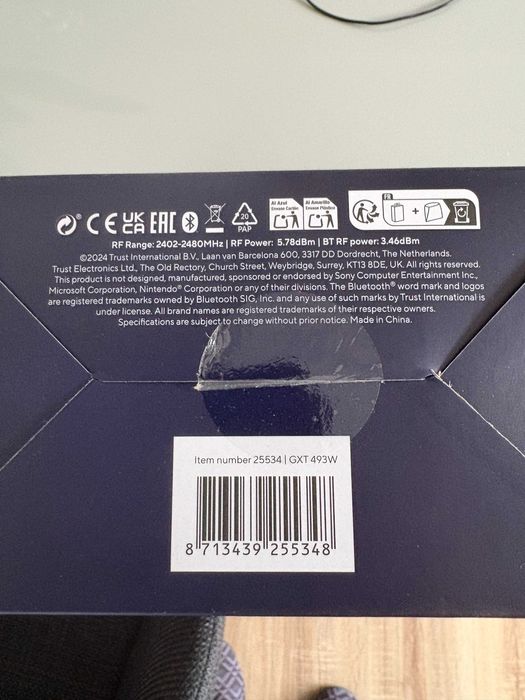 CE UK CA EAC
20
PAP
Al Azul
Envase Cartón
Al Amarillo
Envase Plástico
FR
+
RF Range: 2402-2480MHz | RF Power: 5.78dBm | BT RF power: 3.46dBm
©2024 Trust International B.V., Laan van Barcelona 600, 3317 DD Dordrecht, The Netherlands.
Trust Electronics Ltd., The Old Rectory, Church Street, Weybridge, Surrey, KT13 8DE, UK. All rights reserved.
This product is not designed, manufactured, sponsored or endorsed by Sony Computer Entertainment Inc.,
Microsoft Corporation, Nintendo® Corporation or any of their divisions. The Bluetooth® word mark and logos
are registered trademarks owned by Bluetooth SIG, Inc. and any use of such marks by Trust International is
under license. All brand names are registered trademarks of their respective owners.
Specifications are subject to change without prior notice. Made in China.
Item number 25534 | GXT 493W
8 713439 255348